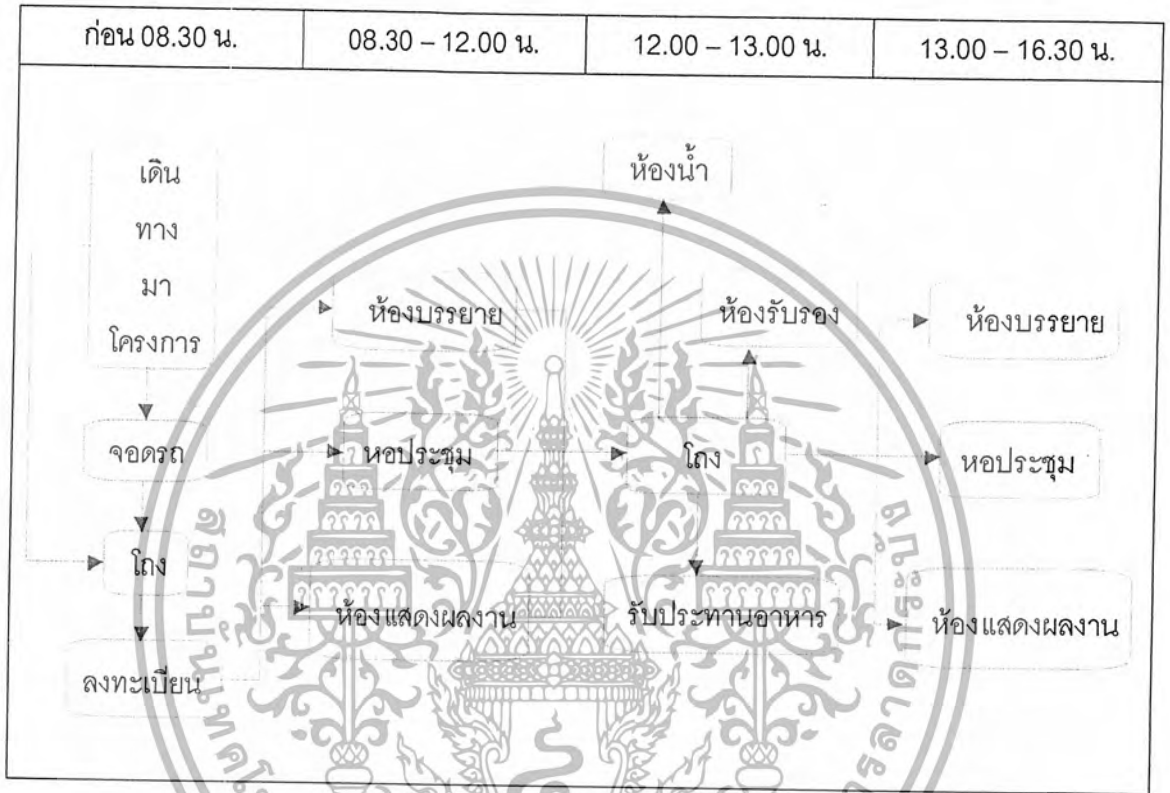 ก่อน 08.30 น.
08.30 – 12.00 น.
12.00 – 13.00 น.
13.00 – 16.30 น.
เดิน
ทาง
มา
โครงการ
จอดรถ
โถง
ลงทะเบียน
ห้องบรรยาย
หอประชุม
ห้องแสดงผลงาน
ห้องน้ำ
ห้องรับรอง
โถง
รับประทานอาหาร
ห้องบรรยาย
หอประชุม
ห้องแสดงผลงาน